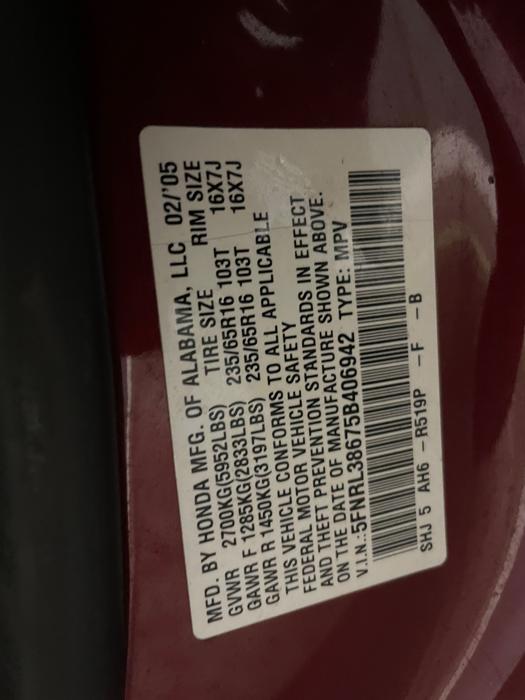 MFD. BY HONDA MFG. OF ALABAMA, LLC 02/'05
GVWR 2700KG(5952LBS) TIRE SIZE RIM SIZE
GAWR F 1285KG(2833LBS) 235/65R16 103T 16X7J
GAWR R 1450KG(3197LBS) 235/65R16 103T 16X7J
THIS VEHICLE CONFORMS TO ALL APPLICABLE
FEDERAL MOTOR VEHICLE SAFETY
AND THEFT PREVENTION STANDARDS IN EFFECT
ON THE DATE OF MANUFACTURE SHOWN ABOVE.
V.I.N.:5FNRL38675B406942 TYPE: MPV
SHJ 5 AH6 - R519P - F - B